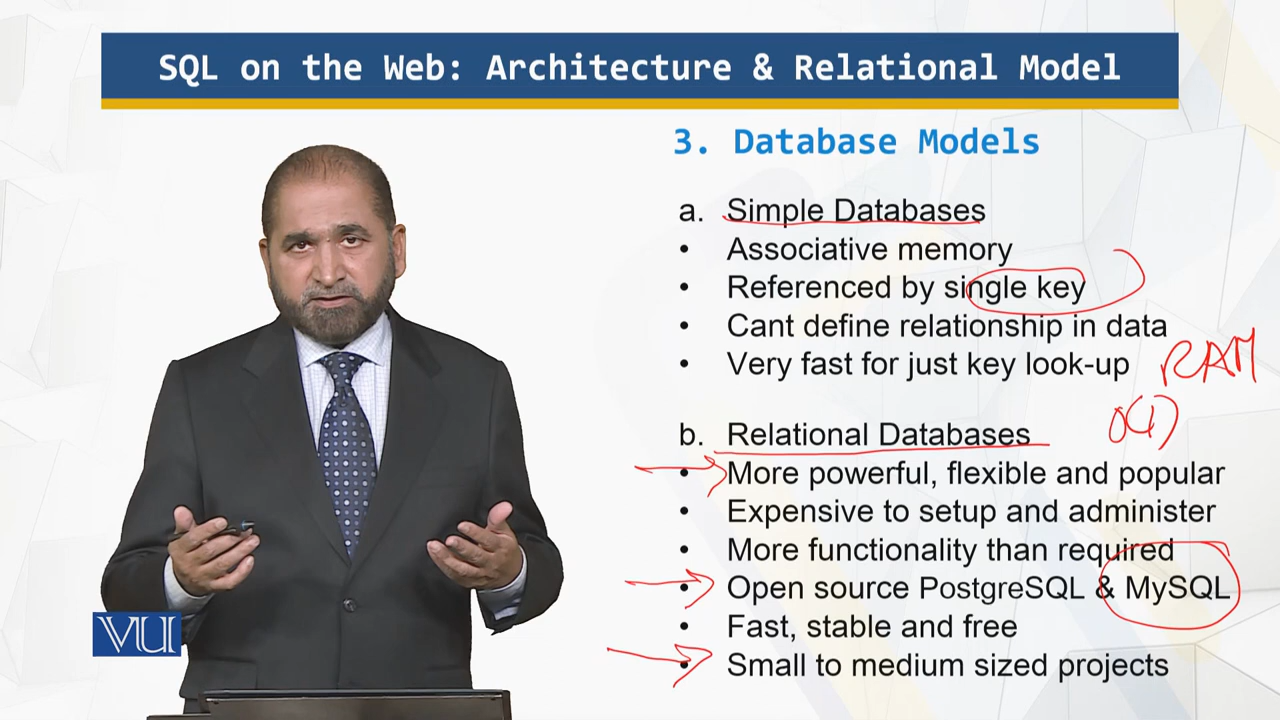 SQL on the Web: Architecture & Relational Model
3. Database Models
a. Simple Databases
• Associative memory
• Referenced by single key
• Cant define relationship in data
• Very fast for just key look-up
RAM
O(1)
b. Relational Databases
• More powerful, flexible and popular
• Expensive to setup and administer
• More functionality than required
• Open source PostgreSQL & MySQL
• Fast, stable and free
• Small to medium sized projects
VU